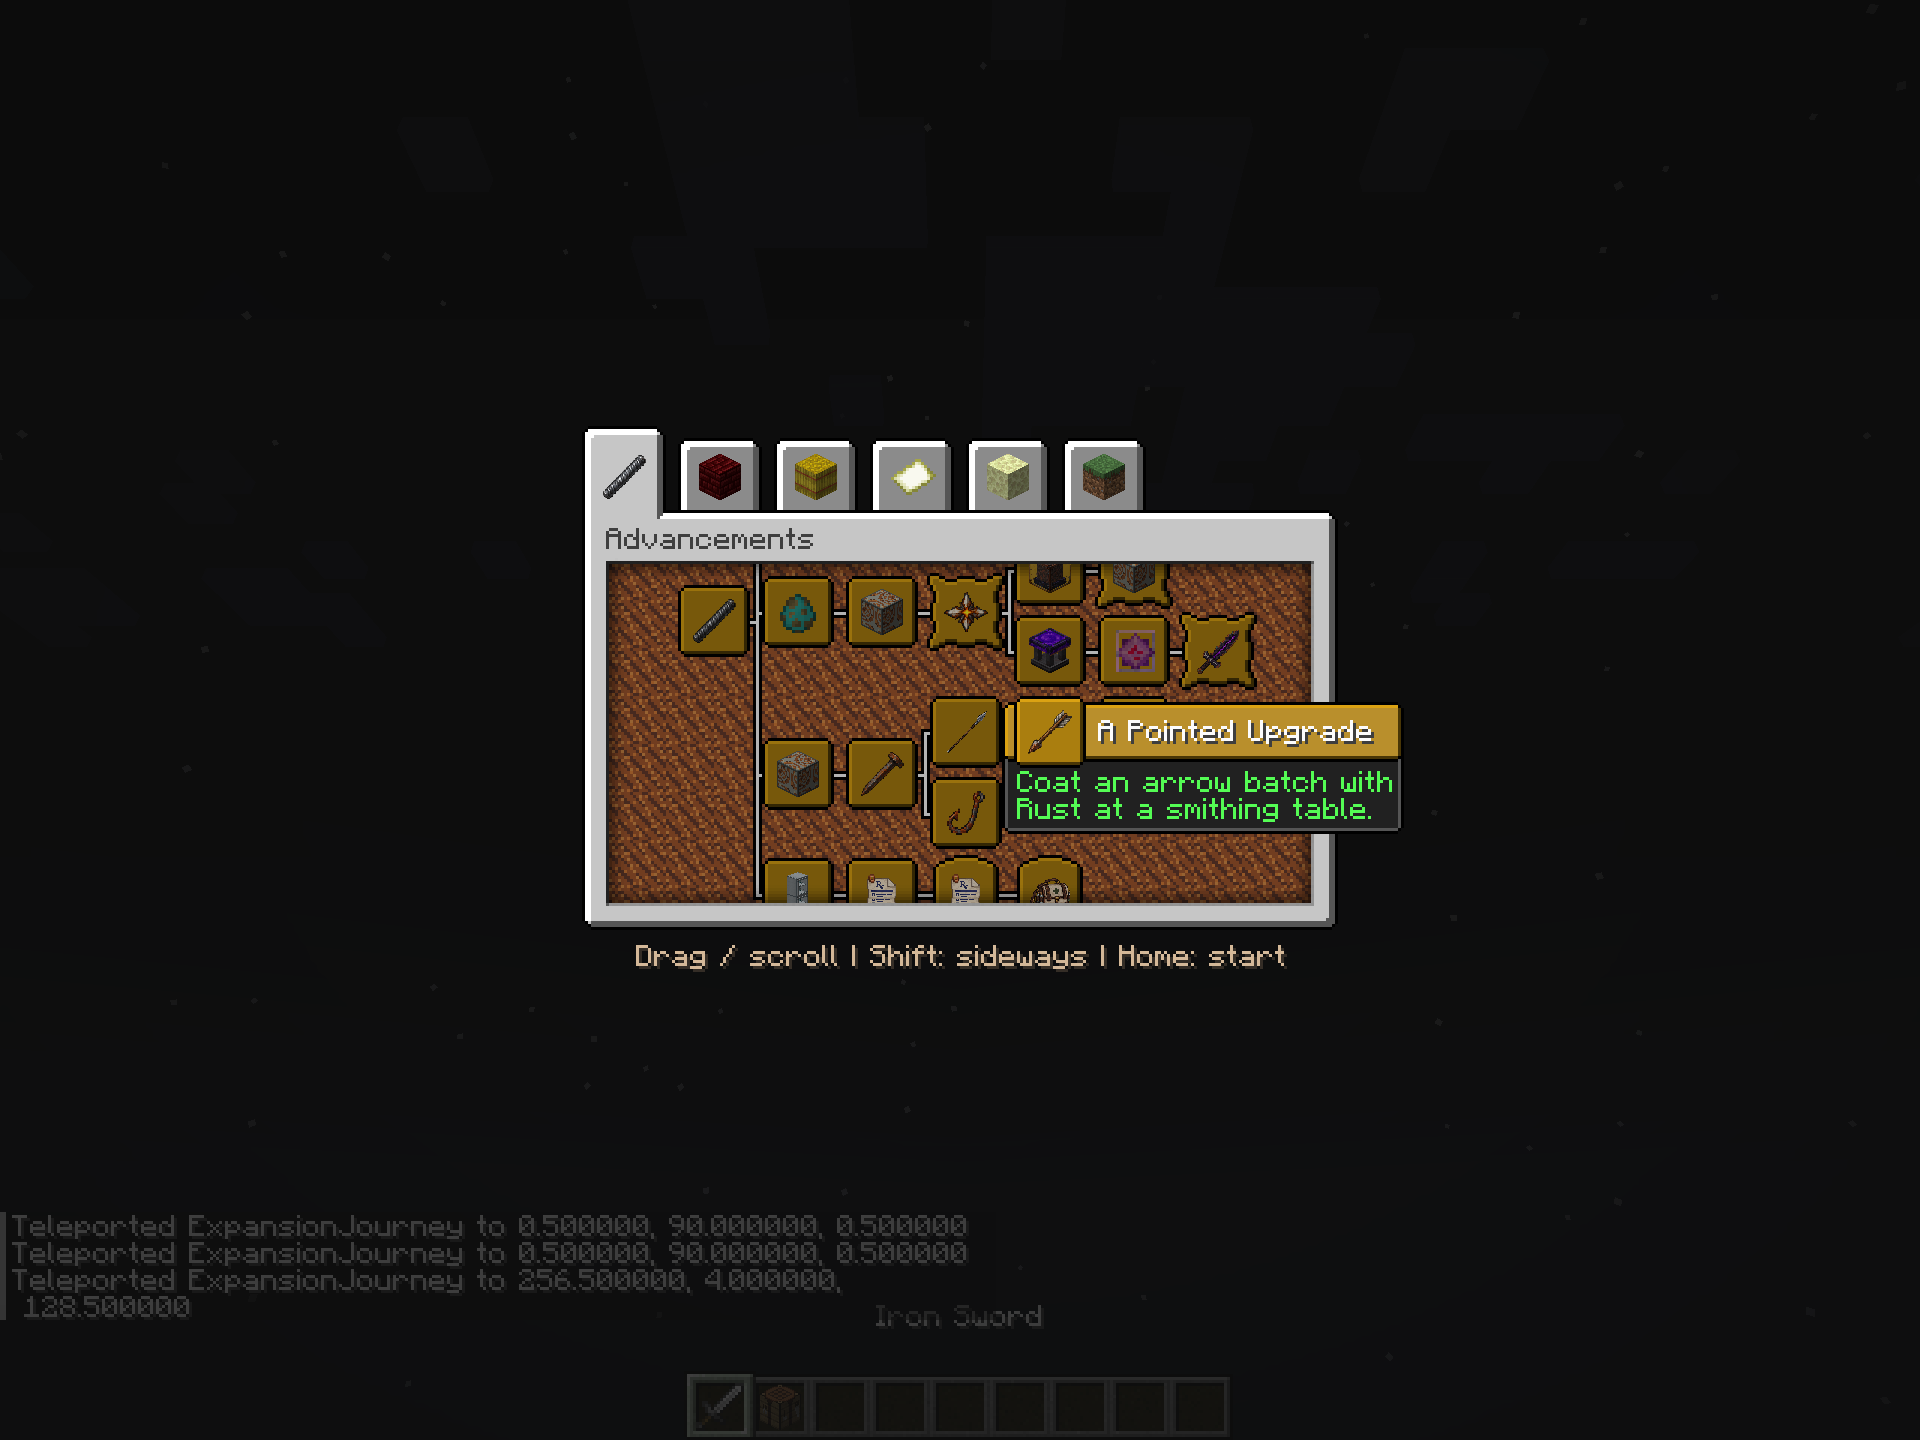 Advancements
A Pointed Upgrade
Coat an arrow batch with
Rust at a smithing table.
Drag / scroll | Shift: sideways | Home: start
Teleported ExpansionJourney to 0.500000, 90.000000, 0.500000
Teleported ExpansionJourney to 0.500000, 90.000000, 0.500000
Teleported ExpansionJourney to 256.500000, 4.000000,
128.500000
Iron Sword